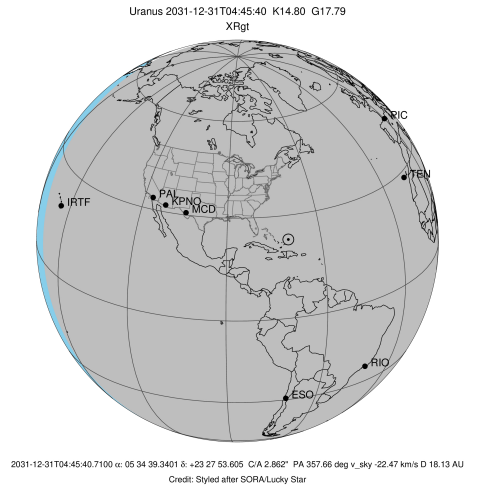 Uranus 2031-12-31T04:45:40 K14.80 G17.79
XRgt
PIC
TEN
IRTF
PAL
KPNO
MCD
RIO
ESO
2031-12-31T04:45:40.7100 α: 05 34 39.3401 δ: +23 27 53.605 C/A 2.862" PA 357.66 deg v_sky -22.47 km/s D 18.13 AU
Credit: Styled after SORA/Lucky Star